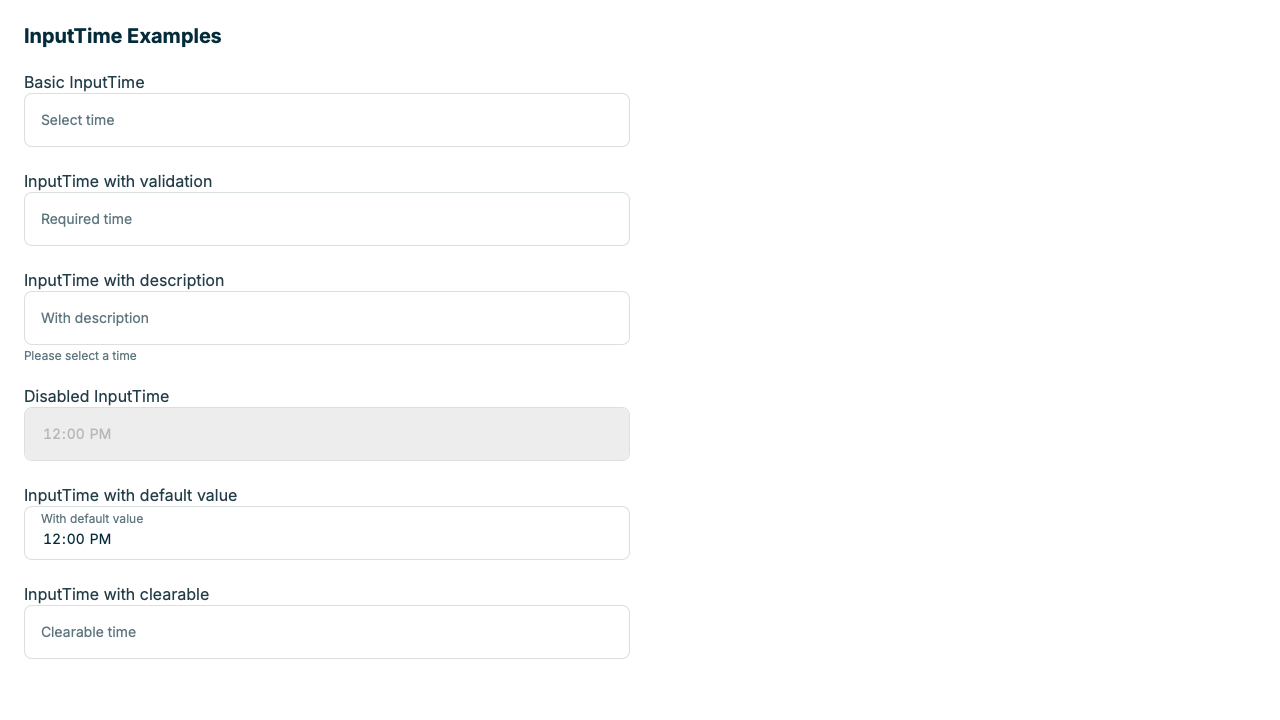 InputTime Examples
Basic InputTime
Select time
InputTime with validation
Required time
InputTime with description
With description
Please select a time
Disabled InputTime
12:00 PM
InputTime with default value
With default value
12:00 PM
InputTime with clearable
Clearable time